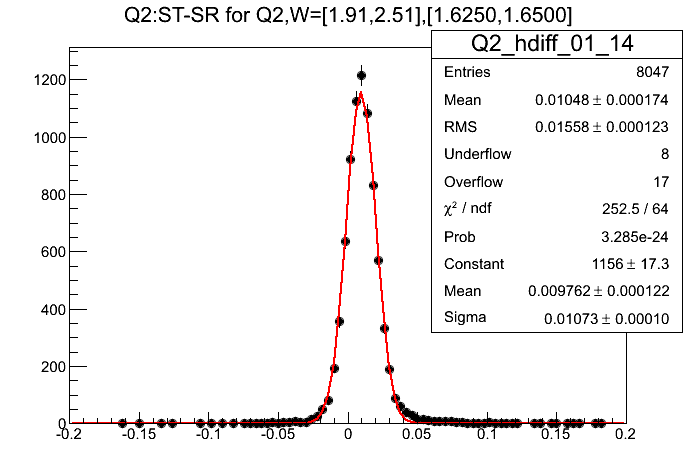 Q2:ST-SR for Q2,W=[1.91,2.51],[1.6250,1.6500]
Q2_hdiff_01_14
Entries 8047
Mean 0.01048 ± 0.000174
RMS 0.01558 ± 0.000123
Underflow 8
Overflow 17
χ² / ndf 252.5 / 64
Prob 3.285e-24
Constant 1156 ± 17.3
Mean 0.009762 ± 0.000122
Sigma 0.01073 ± 0.00010
1200
1000
800
600
400
200
0
-0.2 -0.15 -0.1 -0.05 0 0.05 0.1 0.15 0.2